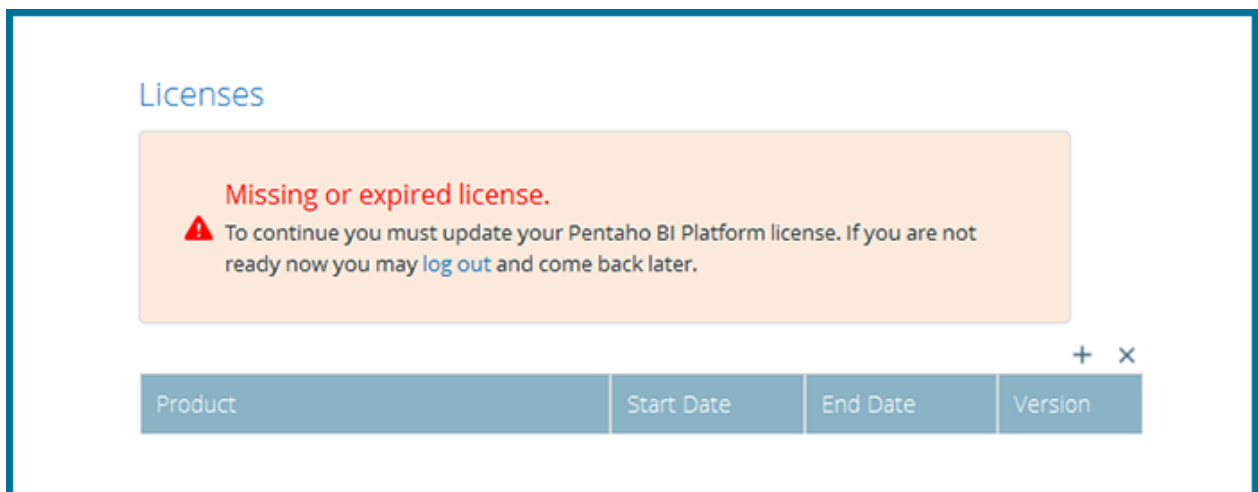 Licenses
Missing or expired license.
To continue you must update your Pentaho BI Platform license. If you are not
ready now you may log out and come back later.
Product Start Date End Date Version